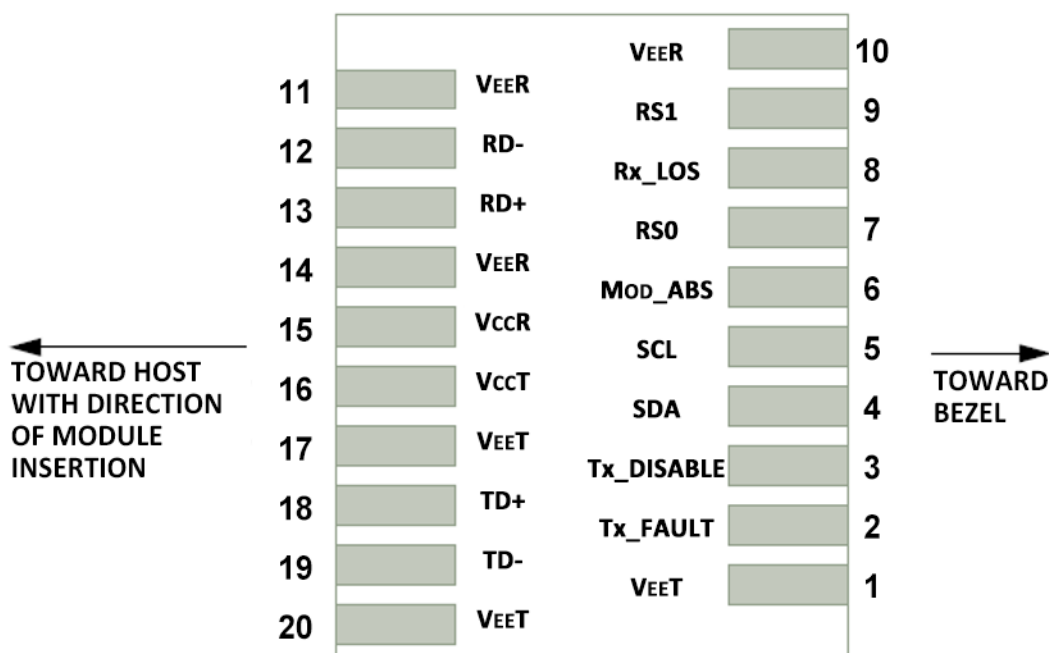 VEER 10
11 VEER
RS1 9
12 RD-
Rx_LOS 8
13 RD+
RS0 7
14 VEER
MOD_ABS 6
15 VCCR
SCL 5
TOWARD HOST
WITH DIRECTION
OF MODULE
INSERTION
16 VCCT
TOWARD
BEZEL
SDA 4
17 VEET
Tx_DISABLE 3
18 TD+
Tx_FAULT 2
19 TD-
VEET 1
20 VEET